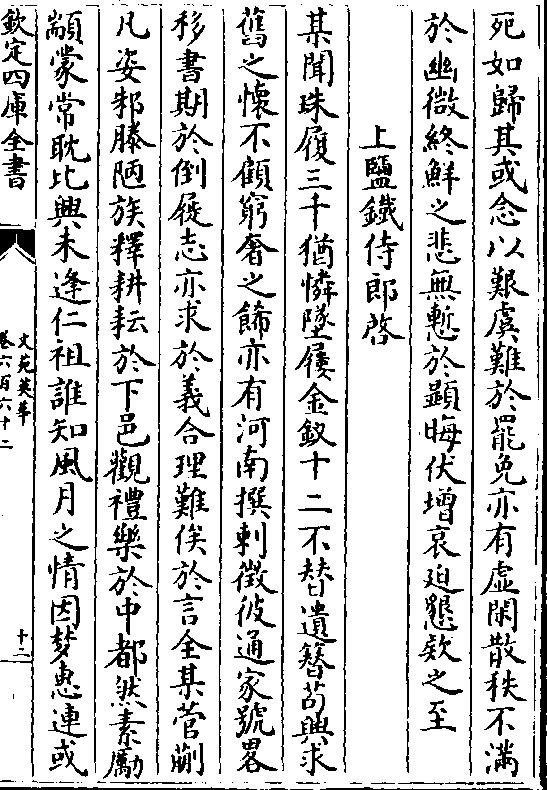 死如歸其或念以艱虞難於罷免亦有虛閑散秩不滿
於幽微終鮮之悲無慙於顯晦伏增哀迫懇欵之至
上鹽鐵侍郎啓
某聞珠履三千猶憐墜屨金釵十二不替遺簪苟興求
舊之懷不顧窮奢之飾亦有河南撰刺徵彼通家號畧
移書期於倒屣志亦求於義合理難俟於言全某菅蒯
凡姿邾滕陋族釋耕耘於下邑觀禮樂於中都然素勵
顓蒙常耽比興未逢仁祖誰知風月之情因夢惠連或
欽定四庫全書
文苑英華
卷六百六十二
十二